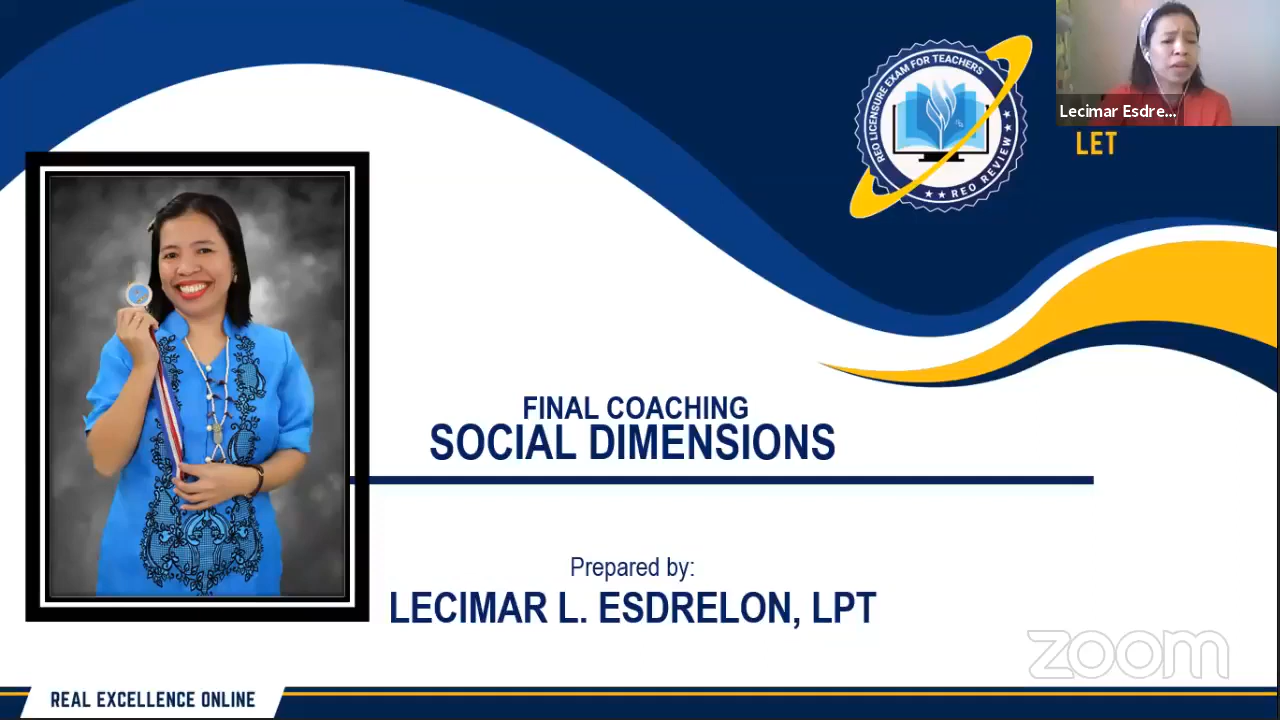 REO LICENSURE EXAM FOR TEACHERS
REO REVIEW
Lecimar Esdre...
LET
FINAL COACHING
SOCIAL DIMENSIONS
Prepared by:
LECIMAR L. ESDRELON, LPT
zoom
REAL EXCELLENCE ONLINE